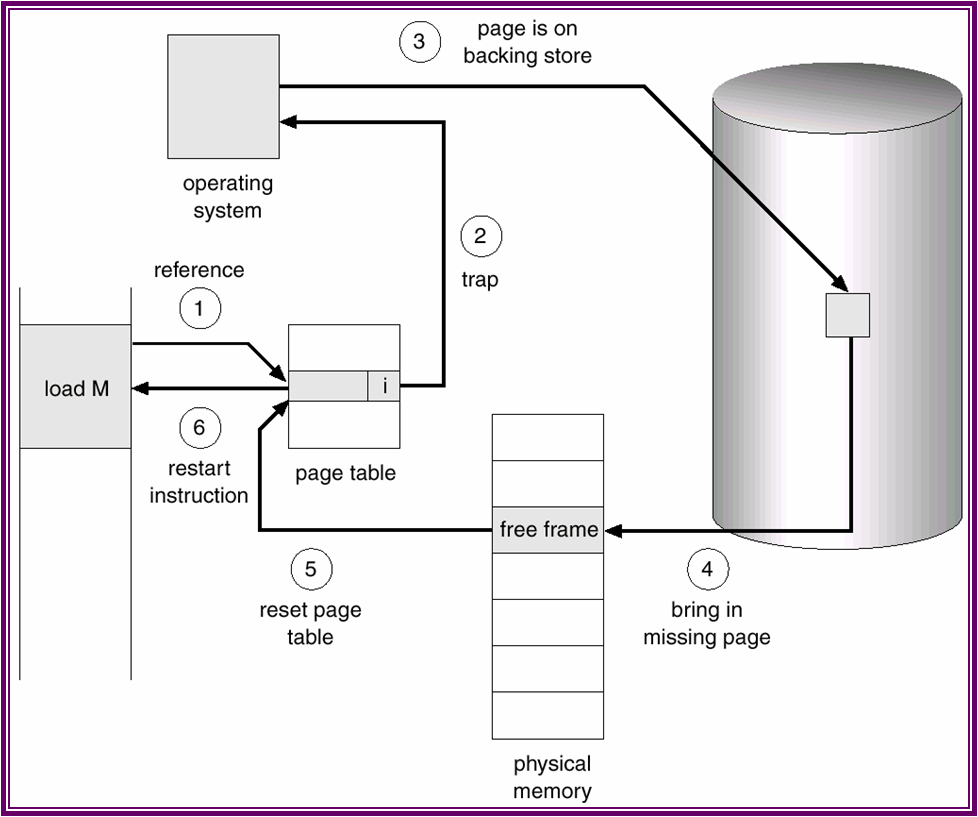 3
page is on
backing store
operating
system
2
trap
reference
1
load M
i
6
restart
instruction
page table
free frame
5
reset page
table
4
bring in
missing page
physical
memory